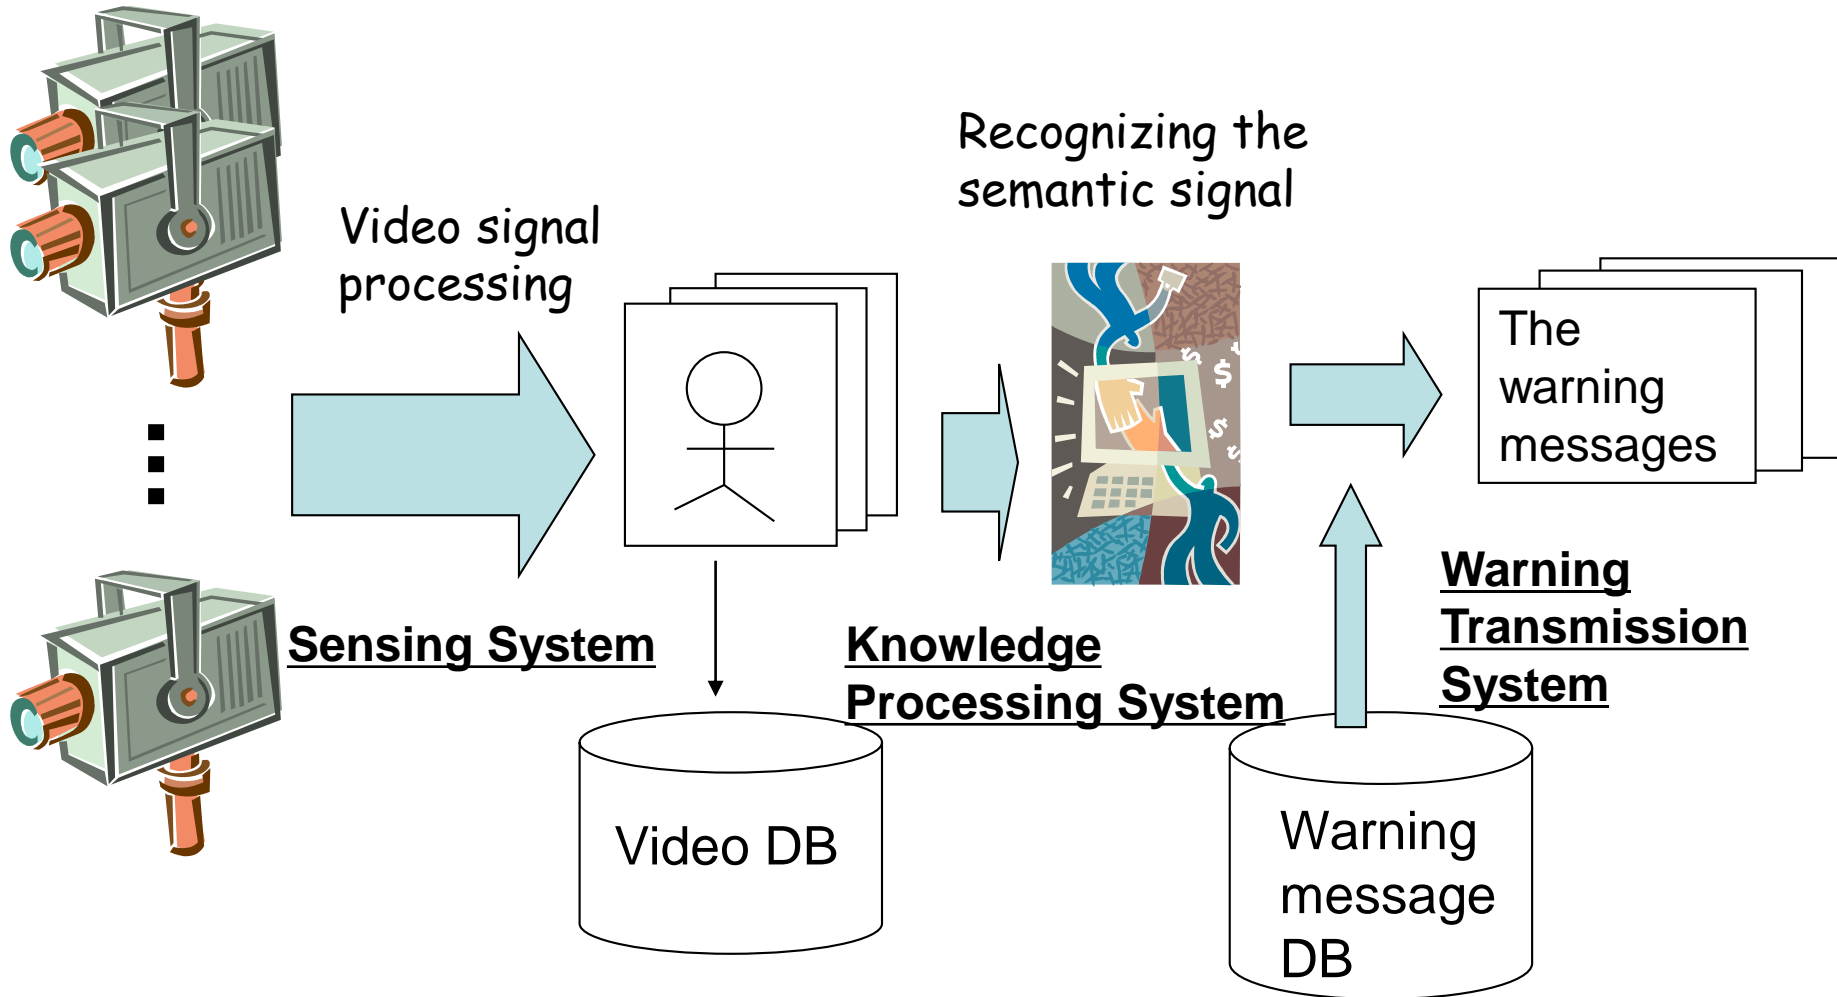 Video signal
processing
Recognizing the
semantic signal
The
warning
messages
Sensing System
Knowledge
Processing System
Warning
Transmission
System
Video DB
Warning
message
DB